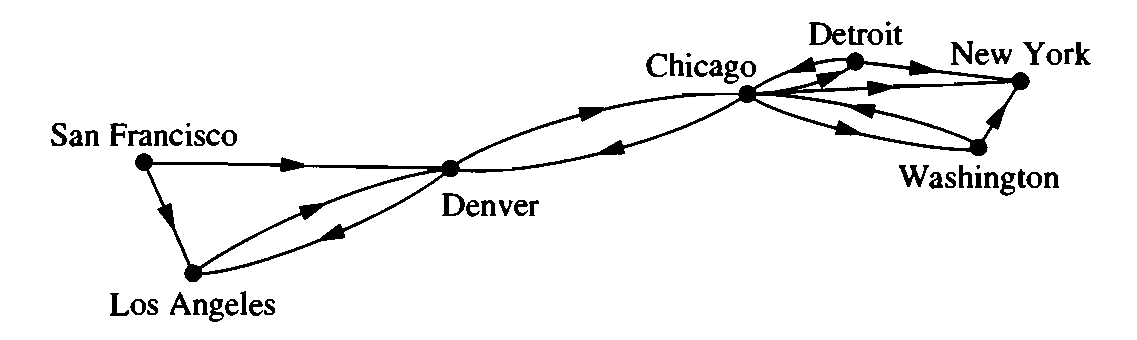 Detroit
New York
Chicago
San Francisco
Washington
Denver
Los Angeles